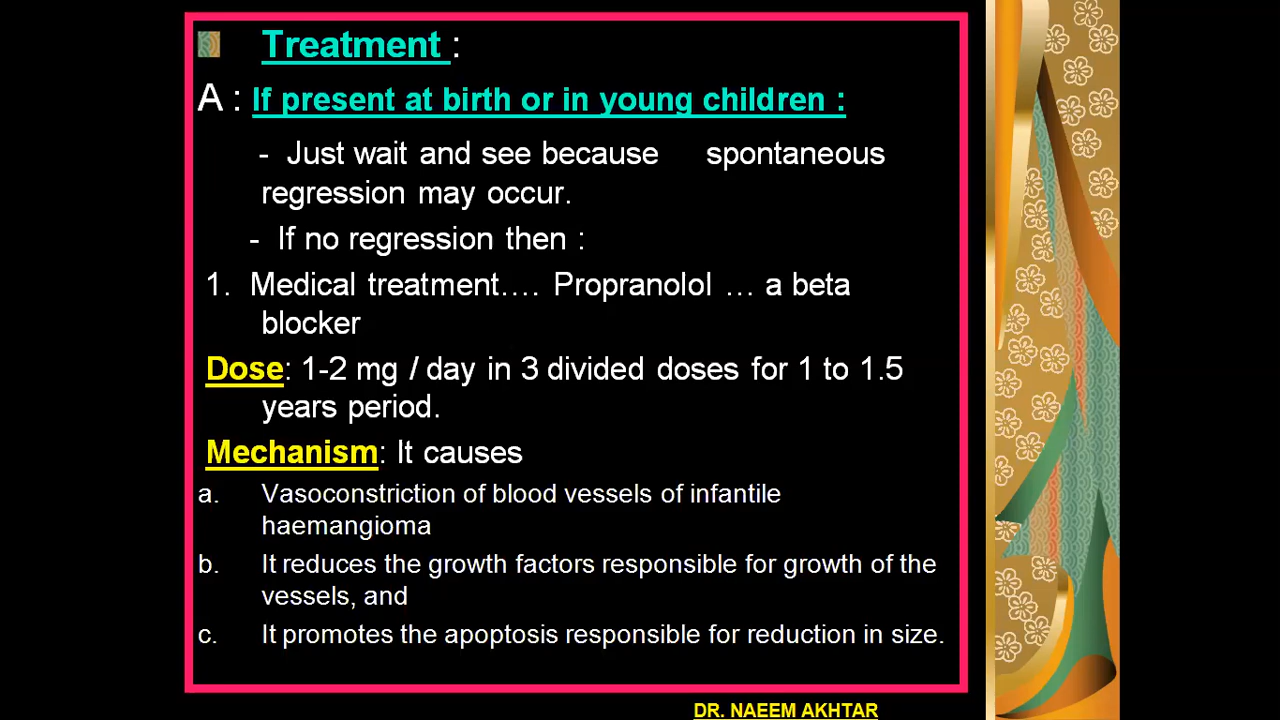 Treatment :
A : If present at birth or in young children :
- Just wait and see because spontaneous
regression may occur.
- If no regression then :
1. Medical treatment.... Propranolol ... a beta
blocker
Dose: 1-2 mg / day in 3 divided doses for 1 to 1.5
years period.
Mechanism: It causes
a. Vasoconstriction of blood vessels of infantile
haemangioma
b. It reduces the growth factors responsible for growth of the
vessels, and
c. It promotes the apoptosis responsible for reduction in size.
DR. NAEEM AKHTAR